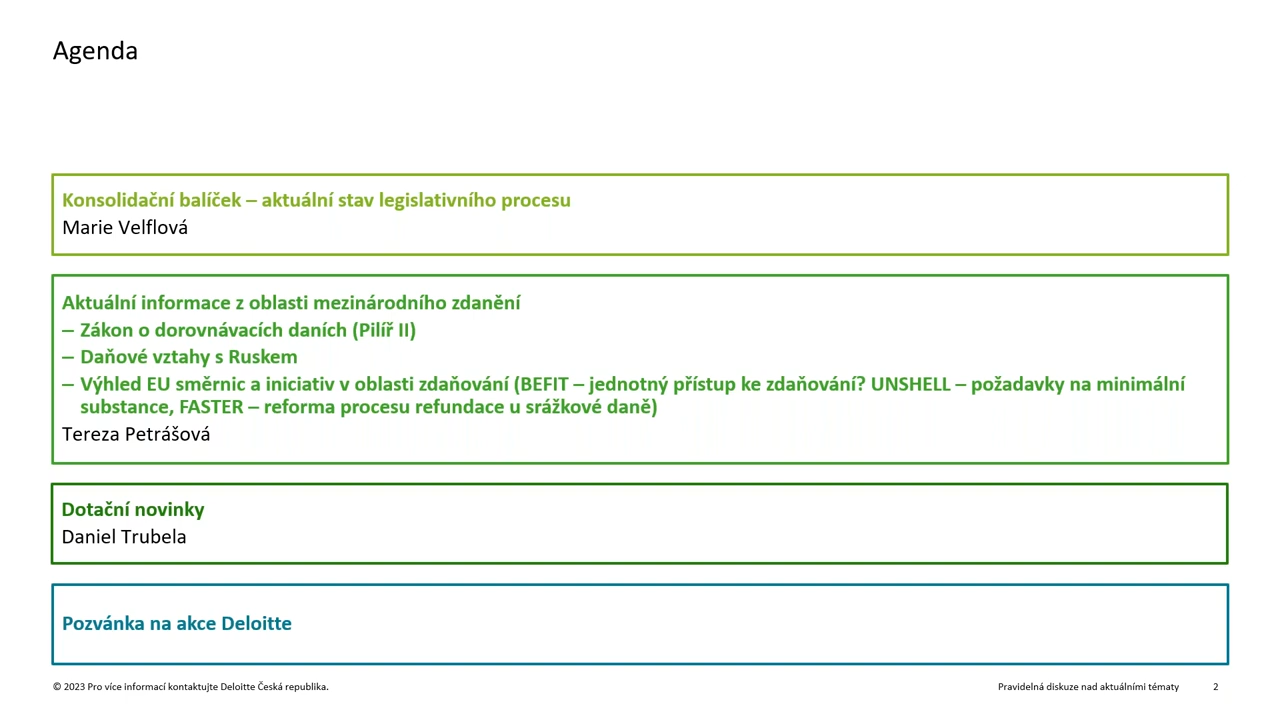 Agenda
Konsolidační balíček – aktuální stav legislativního procesu
Marie Velflová
Aktuální informace z oblasti mezinárodního zdanění
– Zákon o dorovnávacích daních (Pilíř II)
– Daňové vztahy s Ruskem
– Výhled EU směrnic a iniciativ v oblasti zdaňování (BEFIT – jednotný přístup ke zdaňování? UNSHELL – požadavky na minimální
substance, FASTER – reforma procesu refundace u srážkové daně)
Tereza Petrášová
Dotační novinky
Daniel Trubela
Pozvánka na akce Deloitte
© 2023 Pro více informací kontaktujte Deloitte Česká republika.
Pravidelná diskuze nad aktuálními tématy 2